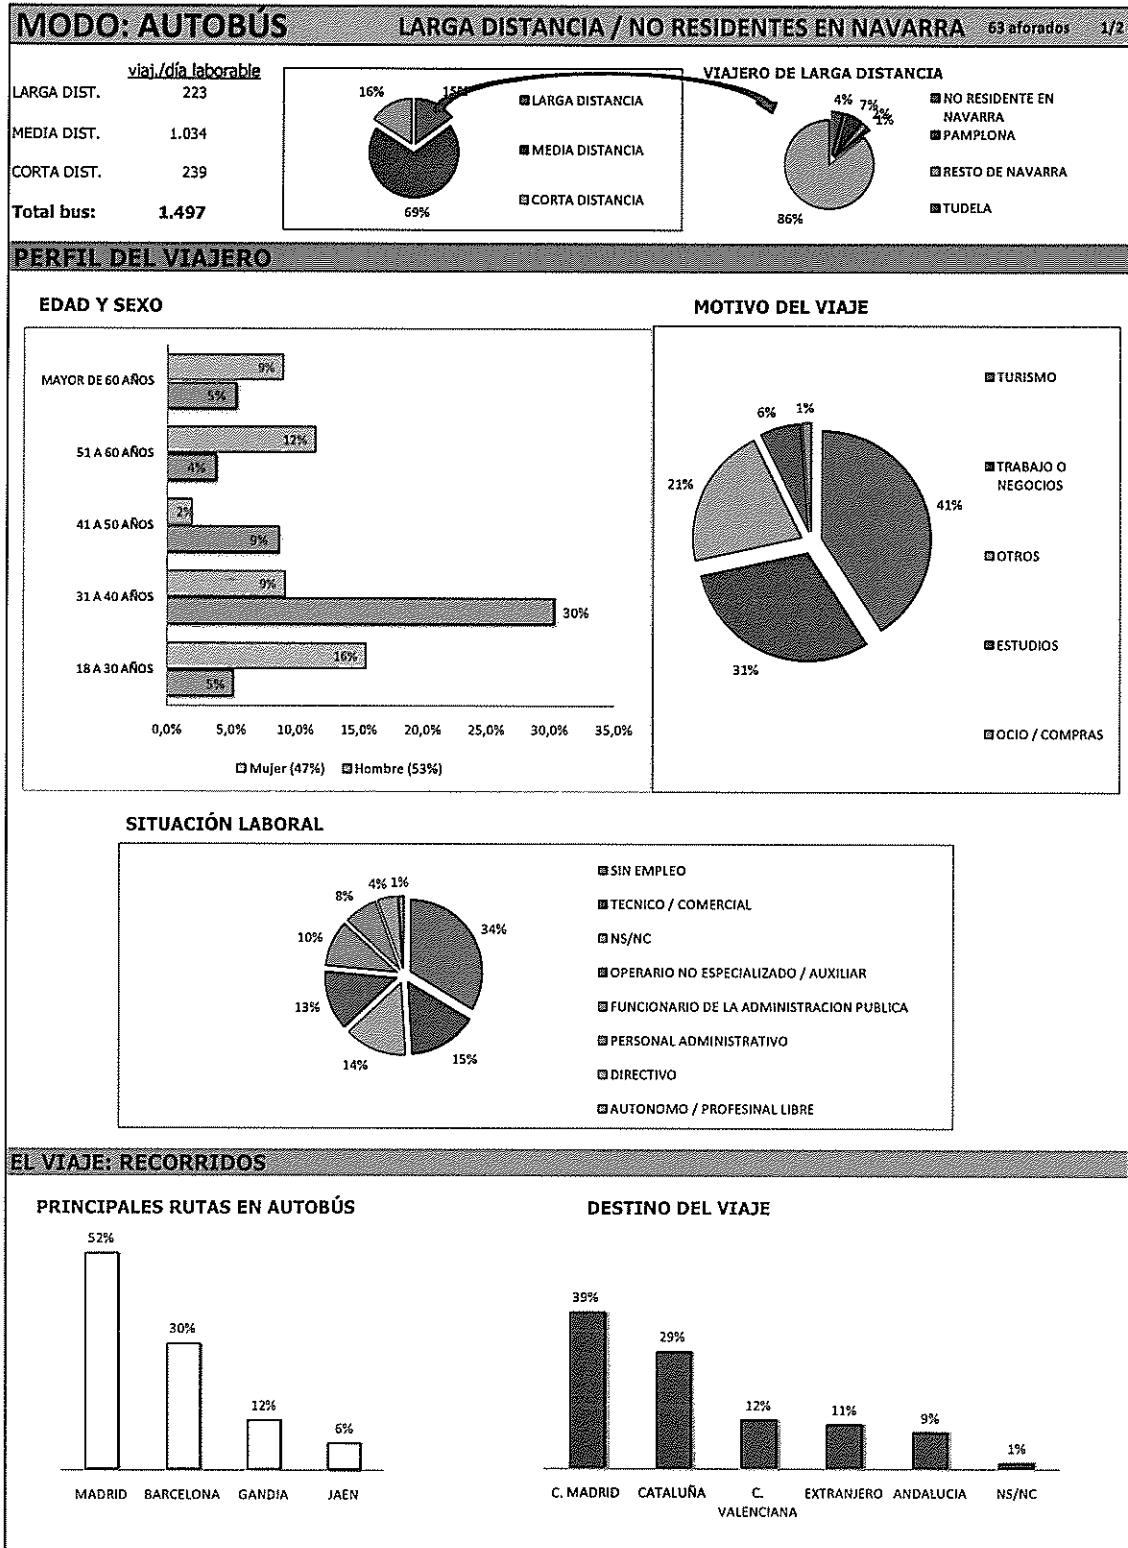 MODO: AUTOBÚS LARGA DISTANCIA / NO RESIDENTES EN NAVARRA 63 aforados 1/2
viaj./día laborable
LARGA DIST. 223
MEDIA DIST. 1.034
CORTA DIST. 239
Total bus: 1.497
16% 15%
69%
LARGA DISTANCIA
MEDIA DISTANCIA
CORTA DISTANCIA
VIAJERO DE LARGA DISTANCIA
4% 7% 2% 1%
86%
NO RESIDENTE EN
NAVARRA
PAMPLONA
RESTO DE NAVARRA
TUDELA
PERFIL DEL VIAJERO
EDAD Y SEXO
MAYOR DE 60 AÑOS 9%
5%
51 A 60 AÑOS 12%
4%
41 A 50 AÑOS 2%
9%
31 A 40 AÑOS 9%
30%
18 A 30 AÑOS 16%
5%
0,0% 5,0% 10,0% 15,0% 20,0% 25,0% 30,0% 35,0%
Mujer (47%) Hombre (53%)
MOTIVO DEL VIAJE
6% 1%
21% 41%
31%
TURISMO
TRABAJO O
NEGOCIOS
OTROS
ESTUDIOS
OCIO / COMPRAS
SITUACIÓN LABORAL
8% 4% 1%
10% 34%
13%
14% 15%
SIN EMPLEO
TECNICO / COMERCIAL
NS/NC
OPERARIO NO ESPECIALIZADO / AUXILIAR
FUNCIONARIO DE LA ADMINISTRACION PUBLICA
PERSONAL ADMINISTRATIVO
DIRECTIVO
AUTONOMO / PROFESINAL LIBRE
EL VIAJE: RECORRIDOS
PRINCIPALES RUTAS EN AUTOBÚS
52%
30%
12%
6%
MADRID BARCELONA GANDIA JAEN
DESTINO DEL VIAJE
39%
29%
12% 11% 9%
1%
C. MADRID CATALUÑA C. EXTRANJERO ANDALUCIA NS/NC
VALENCIANA